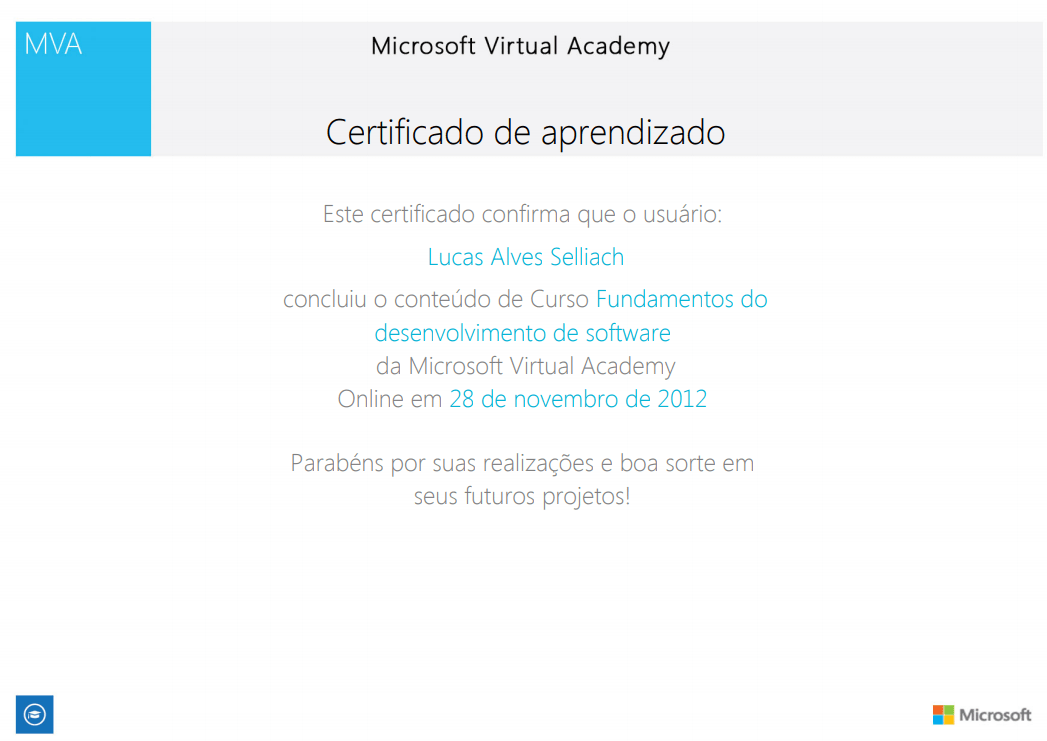 MVA
Microsoft Virtual Academy
Certificado de aprendizado
Este certificado confirma que o usuário:
Lucas Alves Selliach
concluiu o conteúdo de Curso Fundamentos do
desenvolvimento de software
da Microsoft Virtual Academy
Online em 28 de novembro de 2012
Parabéns por suas realizações e boa sorte em
seus futuros projetos!
Microsoft